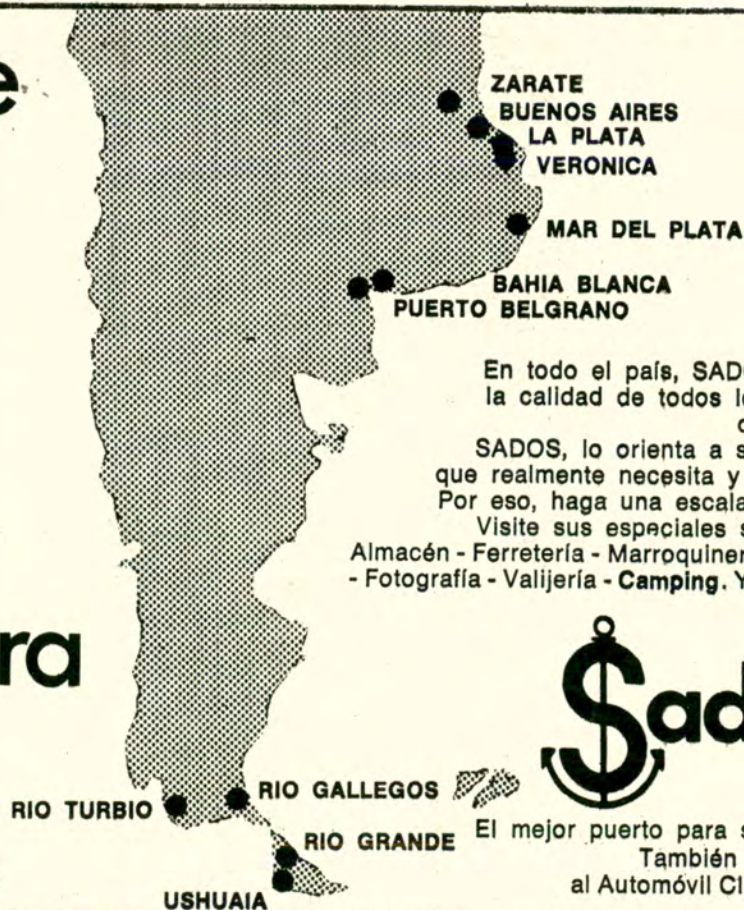 e
ZARATE
BUENOS AIRES
LA PLATA
VERONICA
MAR DEL PLATA
BAHIA BLANCA
PUERTO BELGRANO
En todo el país, SADO
la calidad de todos l
SADOS, lo orienta a s
que realmente necesita y
Por eso, haga una escala
Visite sus especiales s
Almacén - Ferretería - Marroquiner
- Fotografía - Valijería - Camping. Y
ra
Sad
RIO TURBIO
RIO GALLEGOS
RIO GRANDE
USHUAIA
El mejor puerto para s
También
al Automóvil Cl